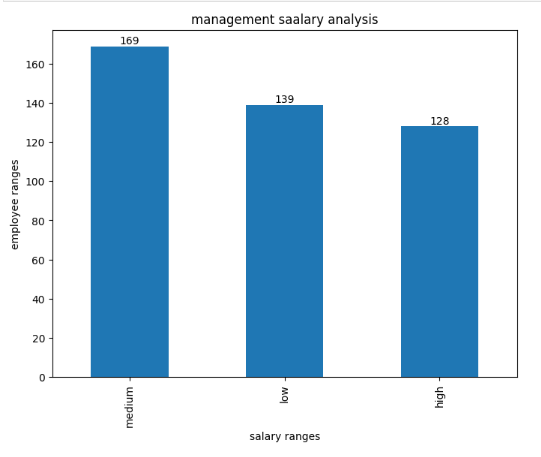 management saalary analysis
169
139
128
160
140
120
100
80
60
40
20
0
employee ranges
medium
low
high
salary ranges